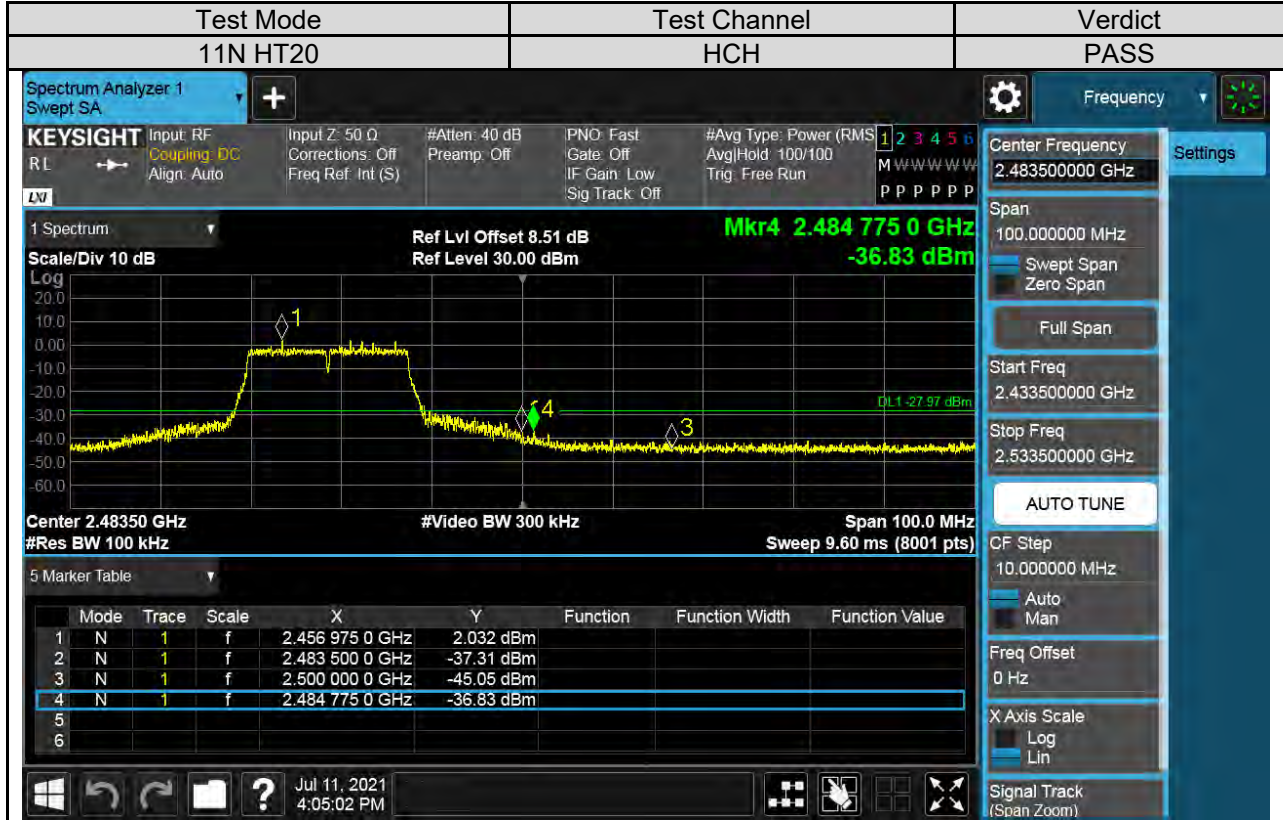 Test Mode Test Channel Verdict
11N HT20 HCH PASS
Spectrum Analyzer 1
Swept SA
+
Frequency
KEYSIGHT
RL
LXI
Input: RF
Coupling: DC
Align: Auto
Input Z: 50 Ω
Corrections: Off
Freq Ref: Int (S)
#Atten: 40 dB
Preamp: Off
PNO: Fast
Gate: Off
IF Gain: Low
Sig Track: Off
#Avg Type: Power (RMS
Avg|Hold: 100/100
Trig: Free Run
1 2 3 4 5 6
M W W W W W
P P P P P P
1 Spectrum
Scale/Div 10 dB
Ref Lvl Offset 8.51 dB
Ref Level 30.00 dBm
Mkr4 2.484 775 0 GHz
-36.83 dBm
Log
20.0
10.0
0.00
-10.0
-20.0
-30.0
-40.0
-50.0
-60.0
1
4
3
DL1 -27.97 dBm
Center 2.48350 GHz #Video BW 300 kHz Span 100.0 MHz
#Res BW 100 kHz Sweep 9.60 ms (8001 pts)
5 Marker Table
Mode Trace Scale X Y Function Function Width Function Value
1 N 1 f 2.456 975 0 GHz 2.032 dBm
2 N 1 f 2.483 500 0 GHz -37.31 dBm
3 N 1 f 2.500 000 0 GHz -45.05 dBm
4 N 1 f 2.484 775 0 GHz -36.83 dBm
5
6
?
Jul 11, 2021
4:05:02 PM
Settings
Center Frequency
2.483500000 GHz
Span
100.000000 MHz
Swept Span
Zero Span
Full Span
Start Freq
2.433500000 GHz
Stop Freq
2.533500000 GHz
AUTO TUNE
CF Step
10.000000 MHz
Auto
Man
Freq Offset
0 Hz
X Axis Scale
Log
Lin
Signal Track
(Span Zoom)